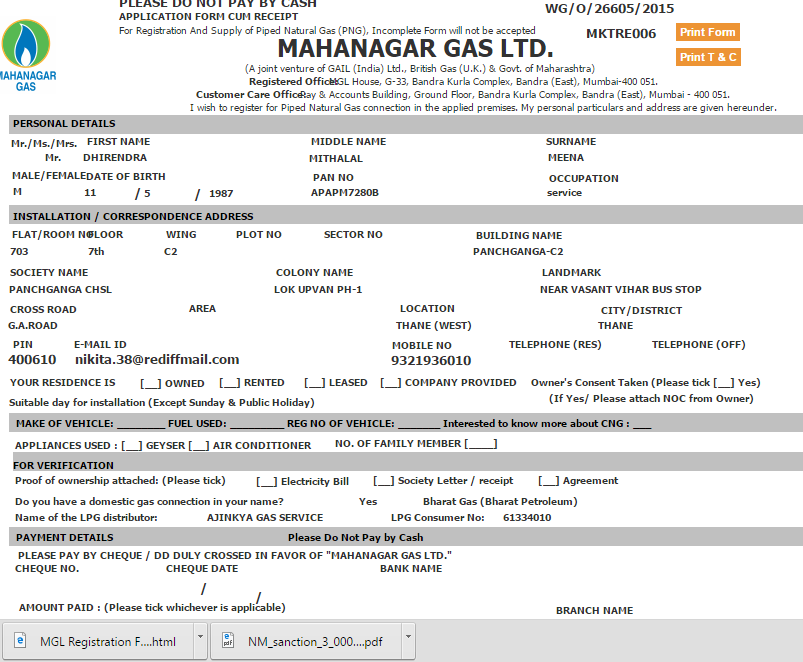 PLEASE DO NOT PAY BY CASH
WG/O/26605/2015
APPLICATION FORM CUM RECEIPT
For Registration And Supply of Piped Natural Gas (PNG), Incomplete Form will not be accepted
MKTRE006
Print Form
MAHANAGAR GAS LTD.
Print T & C
MAHANAGAR
GAS
(A joint venture of GAIL (India) Ltd., British Gas (U.K.) & Govt. of Maharashtra)
Registered Office: MGL House, G-33, Bandra Kurla Complex, Bandra (East), Mumbai-400 051.
Customer Care Office: Pay & Accounts Building, Ground Floor, Bandra Kurla Complex, Bandra (East), Mumbai - 400 051.
I wish to register for Piped Natural Gas connection in the applied premises. My personal particurs and address are given hereunder.
PERSONAL DETAILS
Mr./Ms./Mrs. FIRST NAME MIDDLE NAME SURNAME
Mr. DHIRENDRA MITHALAL MEENA
MALE/FEMALE DATE OF BIRTH PAN NO OCCUPATION
M 11 / 5 / 1987 APAPM7280B service
INSTALLATION / CORRESPONDENCE ADDRESS
FLAT/ROOM NO FLOOR WING PLOT NO SECTOR NO BUILDING NAME
703 7th C2 PANCHGANGA-C2
SOCIETY NAME COLONY NAME LANDMARK
PANCHGANGA CHSL LOK UPVAN PH-1 NEAR VASANT VIHAR BUS STOP
CROSS ROAD AREA LOCATION CITY/DISTRICT
G.A.ROAD THANE (WEST) THANE
PIN E-MAIL ID MOBILE NO TELEPHONE (RES) TELEPHONE (OFF)
400610 nikita.38@rediffmail.com 9321936010
YOUR RESIDENCE IS [__] OWNED [__] RENTED [__] LEASED [__] COMPANY PROVIDED Owner's Consent Taken (Please tick [__] Yes)
Suitable day for installation (Except Sunday & Public Holiday) (If Yes/ Please attach NOC from Owner)
MAKE OF VEHICLE: ________ FUEL USED: _________ REG NO OF VEHICLE: _______ Interested to know more about CNG : ___
APPLIANCES USED : [__] GEYSER [__] AIR CONDITIONER NO. OF FAMILY MEMBER [____]
FOR VERIFICATION
Proof of ownership attached: (Please tick) [__] Electricity Bill [__] Society Letter / receipt [__] Agreement
Do you have a domestic gas connection in your name? Yes Bharat Gas (Bharat Petroleum)
Name of the LPG distributor: AJINKYA GAS SERVICE LPG Consumer No: 61334010
PAYMENT DETAILS Please Do Not Pay by Cash
PLEASE PAY BY CHEQUE / DD DULY CROSSED IN FAVOR OF "MAHANAGAR GAS LTD."
CHEQUE NO. CHEQUE DATE BANK NAME
/ /
AMOUNT PAID : (Please tick whichever is applicable) BRANCH NAME
MGL Registration F....html NM_sanction_3_000....pdf